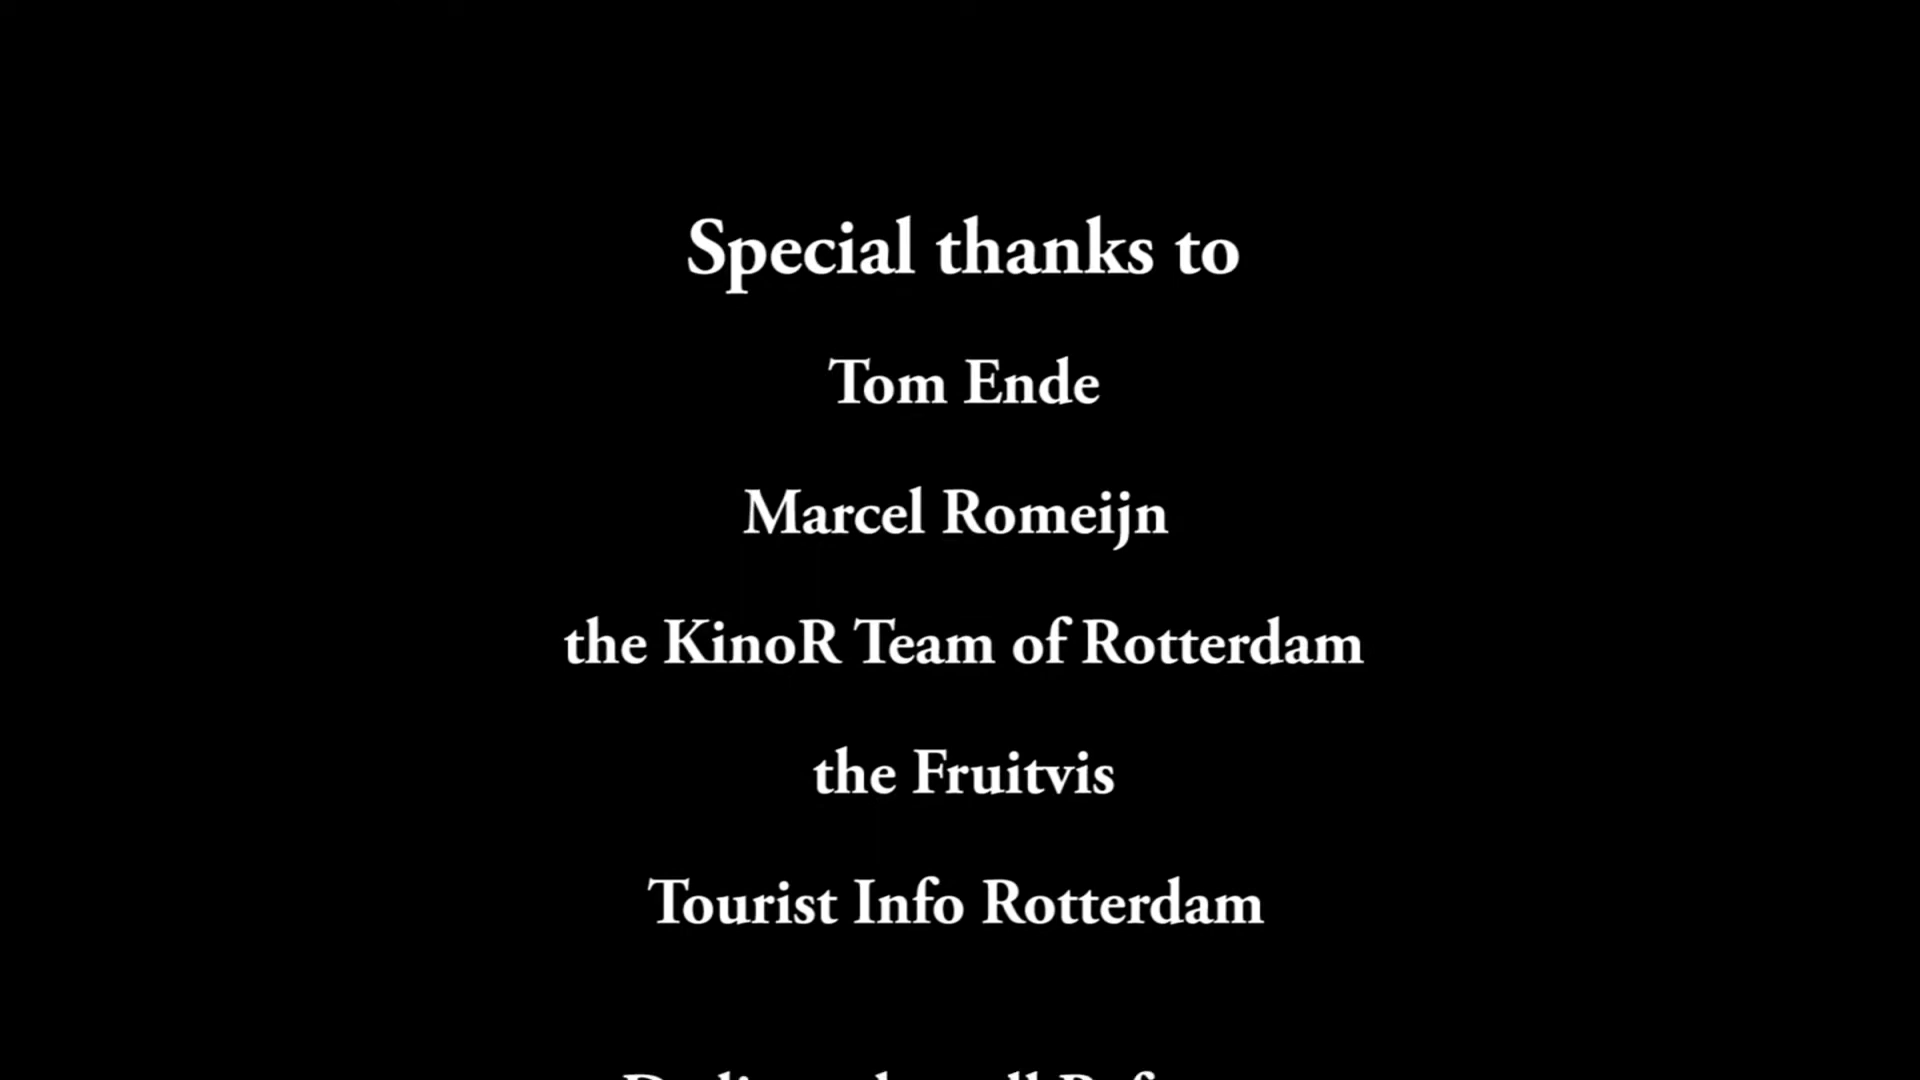 Special thanks to
Tom Ende
Marcel Romeijn
the KinoR Team of Rotterdam
the Fruitvis
Tourist Info Rotterdam